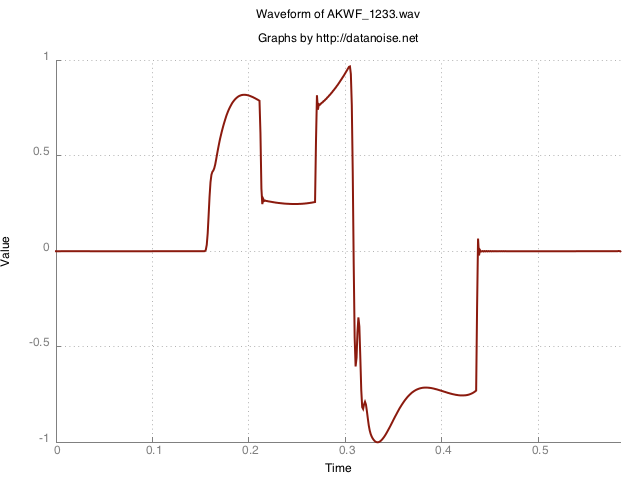 Waveform of AKWF_1233.wav
Graphs by http://datanoise.net
1
0.5
0
-0.5
-1
Value
0 0.1 0.2 0.3 0.4 0.5
Time